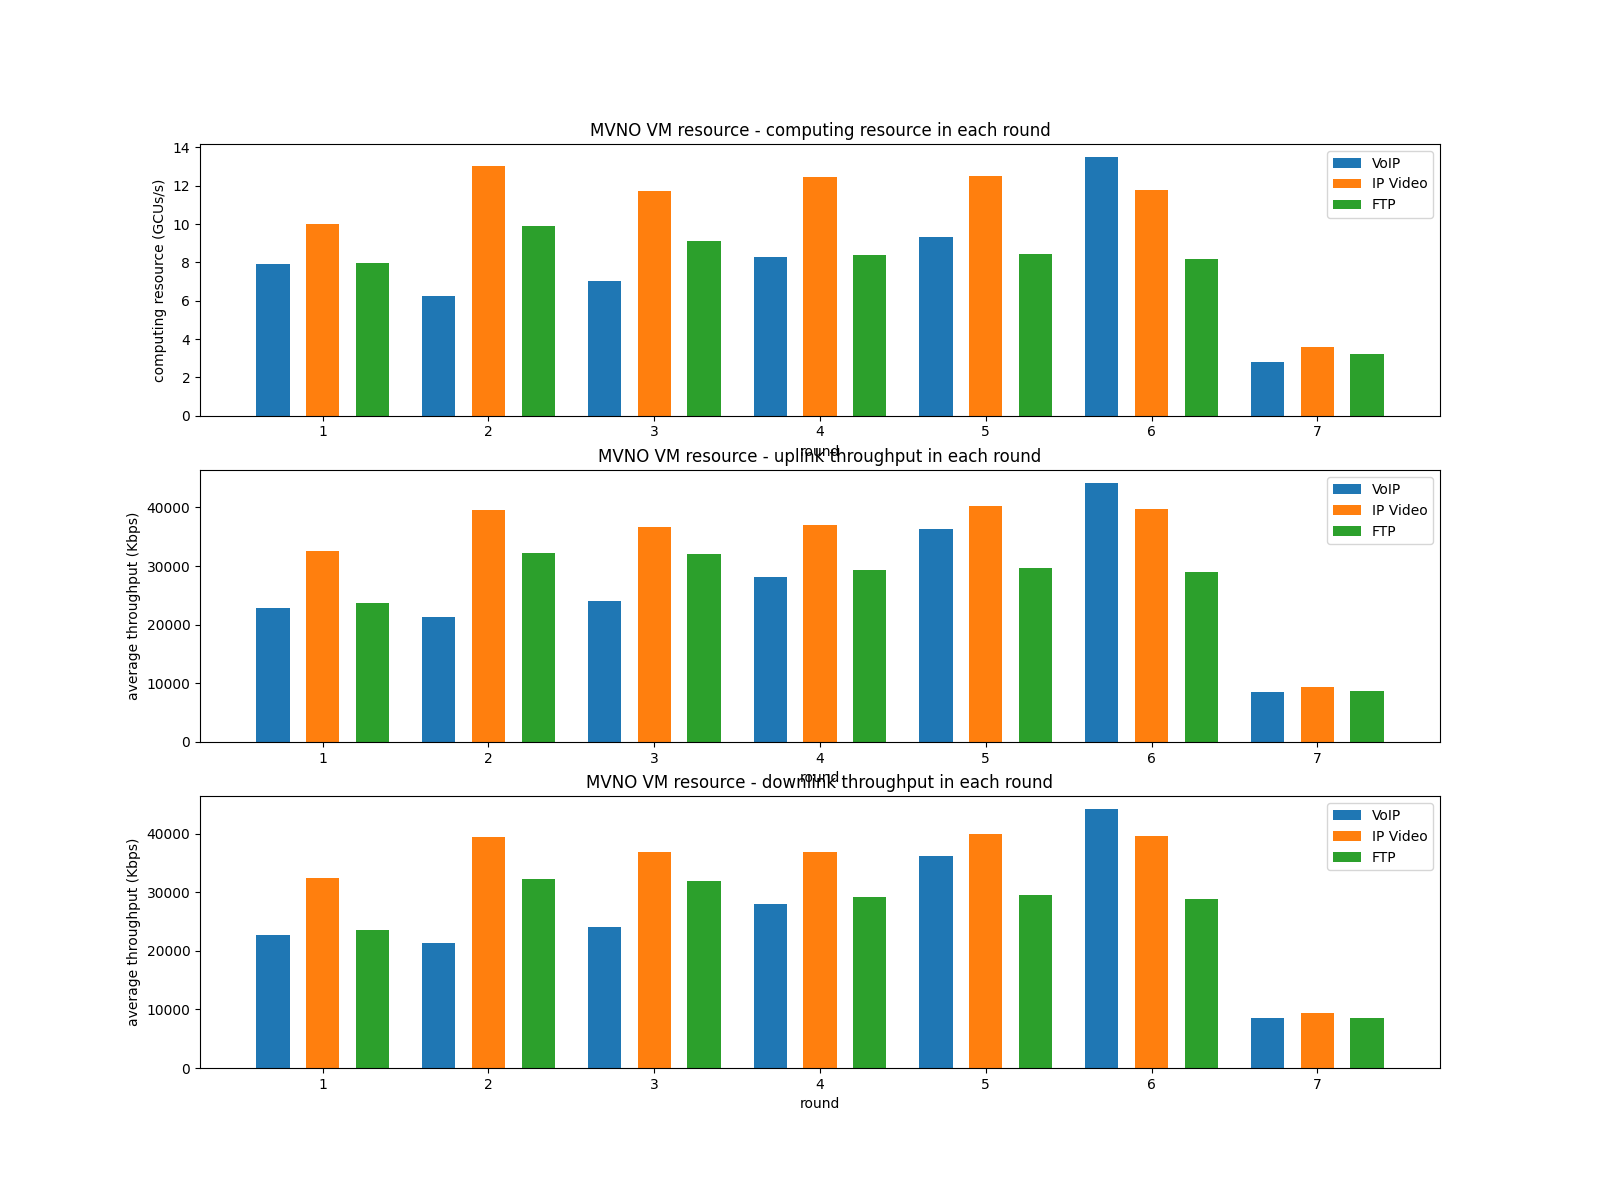 MVNO VM resource - computing resource in each round
computing resource (GCUs/s)
14
12
10
8
6
4
2
0
VoIP
IP Video
FTP
1 2 3 4 5 6 7
round
MVNO VM resource - uplink throughput in each round
average throughput (Kbps)
40000
30000
20000
10000
0
VoIP
IP Video
FTP
1 2 3 4 5 6 7
round
MVNO VM resource - downlink throughput in each round
average throughput (Kbps)
40000
30000
20000
10000
0
VoIP
IP Video
FTP
1 2 3 4 5 6 7
round